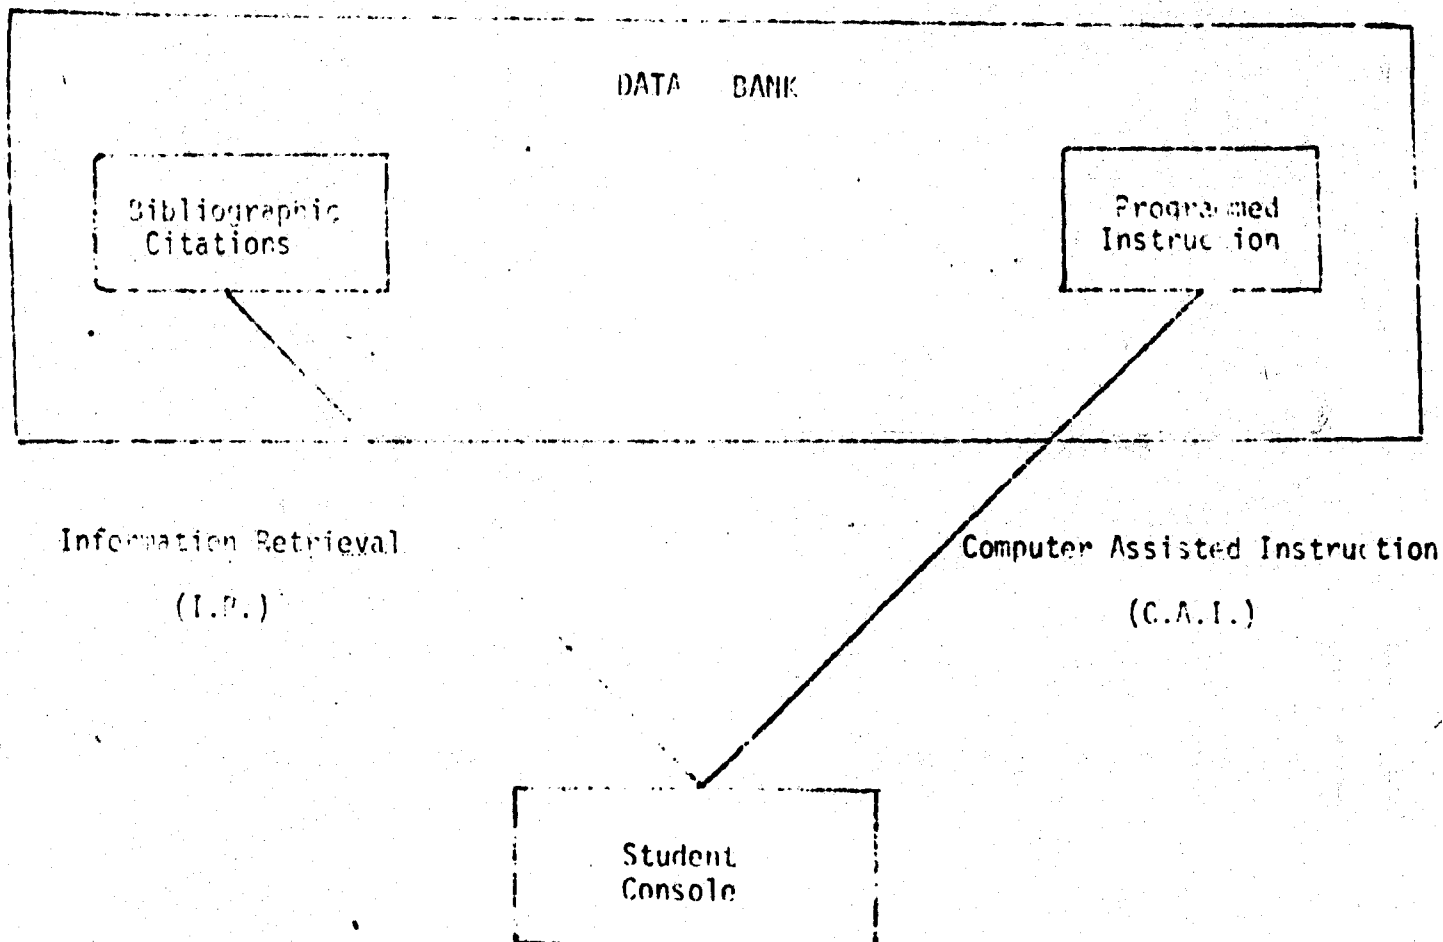 DATA BANK
Bibliographic
Citations
Programmed
Instruction
Information Retrieval
(I.R.)
Computer Assisted Instruction
(C.A.I.)
Student
Console